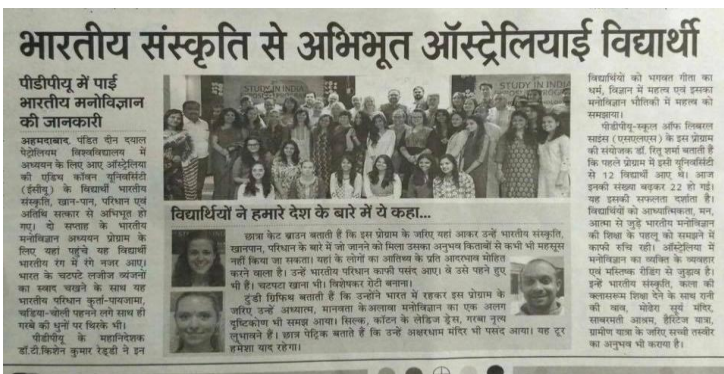 भारतीय संस्कृति से अभिभूत ऑस्ट्रेलियाई विद्यार्थी
पीडीपीयू में पाई
भारतीय मनोविज्ञान
की जानकारी
अहमदाबाद. पंडित दीन दयाल
पेट्रोलियम विश्वविद्यालय में
अध्ययन के लिए आए ऑस्ट्रेलिया
की एडिथ कॉवन यूनिवर्सिटी
(ईसीयू) के विद्यार्थी भारतीय
संस्कृति, खान-पान, परिधान एवं
अतिथि सत्कार से अभिभूत हो
गए। दो सप्ताह के भारतीय
मनोविज्ञान अध्ययन प्रोग्राम के
लिए यहां पहुंचे यह विद्यार्थी
भारतीय रंग में रंगे नजर आए।
भारत के चटपटे लजीज व्यंजनों
का स्वाद चखने के साथ यह
भारतीय परिधान कुर्ता-पायजामा,
चडिया-चोली पहनने लगे साथ ही
गरबे की धुनों पर थिरके भी।
पीडीपीयू के महानिदेशक
डॉ.टी.किशेन कुमार रेड्डी ने इन
STUDY IN INDIA
STUDY IN INDIA
विद्यार्थियों ने हमारे देश के बारे में ये कहा...
छात्रा केट ब्राउन बताती हैं कि इस प्रोग्राम के जरिए यहां आकर उन्हें भारतीय संस्कृति,
खानपान, परिधान के बारे में जो जानने को मिला उसका अनुभव किताबों से कभी भी महसूस
नहीं किया जा सकता। यहां के लोगों का आतिथ्य के प्रति आदरभाव मोहित
करने वाला है। उन्हें भारतीय परिधान काफी पसंद आए। वे उसे पहने हुए
भी हैं। चटपटा खाना भी। विशेषकर रोटी बनाना।
टुंडी ग्रिफिथ बताती हैं कि उन्होंने भारत में रहकर इस प्रोग्राम के
जरिए उन्हें अध्यात्म, मानवता केअलावा मनोविज्ञान का एक अलग
दृष्टिकोण भी समझ आया। सिल्क, कॉटन के लेडिज ड्रेस, गरबा नृत्य
लुभावने हैं। छात्र पेट्रिक बताते हैं कि उन्हें अक्षरधाम मंदिर भी पसंद आया। यह टूर
हमेशा याद रहेगा।
विद्यार्थियों को भगवत गीता का
धर्म, विज्ञान में महत्व एवं इसका
मनोविज्ञान भौतिकी में महत्व को
समझाया।
पीडीपीयू-स्कूल ऑफ लिबरल
साइंस (एसएलएस) के इस प्रोग्राम
की संयोजक डॉ. रितु शर्मा बताती हैं
कि पहले प्रोग्राम में इसी यूनिवर्सिटी
से 12 विद्यार्थी आए थे। आज
इनकी संख्या बढ़कर 22 हो गई।
यह इसकी सफलता दर्शाता है।
विद्यार्थियों को आध्यात्मिकता, मन,
आत्मा से जुड़े भारतीय मनोविज्ञान
की शिक्षा के पहलू को समझने में
काफी रुचि रही। ऑस्ट्रेलिया में
मनोविज्ञान का व्यक्ति के व्यवहार
एवं मस्तिष्क रीडिंग से जुड़ाव है।
इन्हें भारतीय संस्कृति, कला की
क्लासरूम शिक्षा देने के साथ रानी
की वाव, मोढेरा सूर्य मंदिर,
साबरमती आश्रम, हैरिटेज यात्रा,
ग्रामीण यात्रा के जरिए सच्ची तस्वीर
का अनुभव भी कराया है।